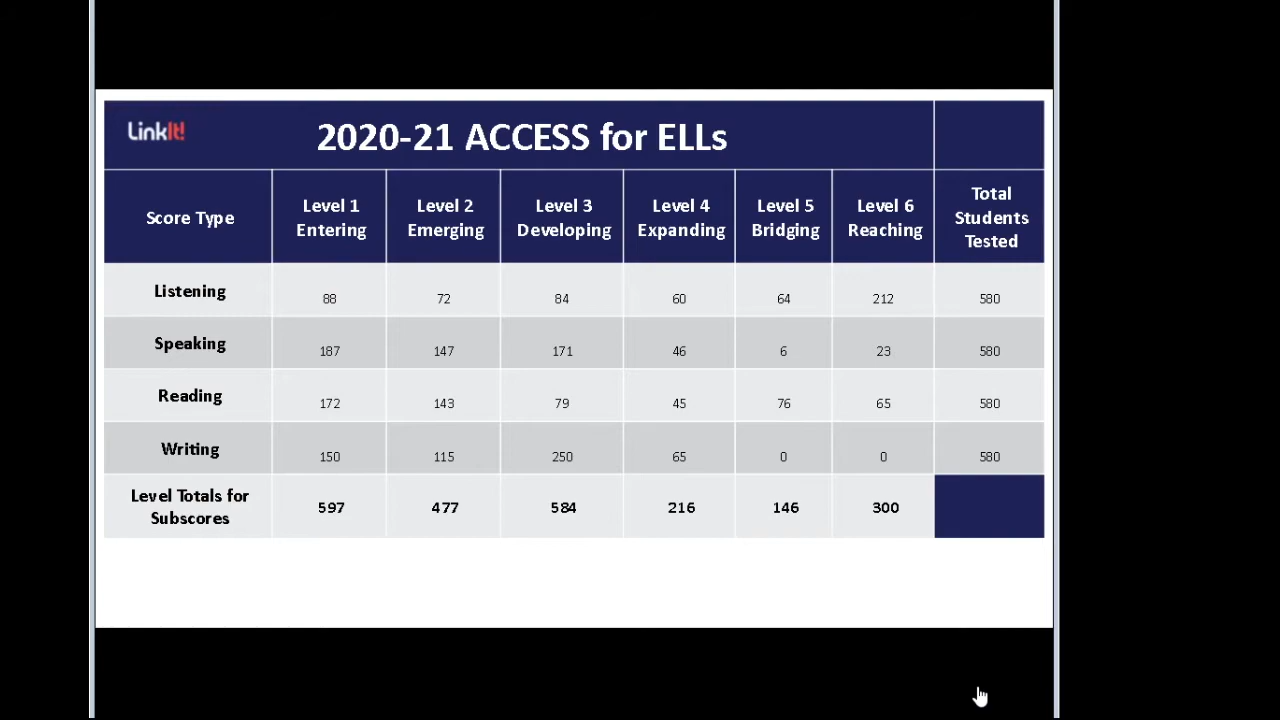 LinkIt!
2020-21 ACCESS for ELLs
Score Type
Level 1
Entering
Level 2
Emerging
Level 3
Developing
Level 4
Expanding
Level 5
Bridging
Level 6
Reaching
Total
Students
Tested
Listening 88 72 84 60 64 212 580
Speaking 187 147 171 46 6 23 580
Reading 172 143 79 45 76 65 580
Writing 150 115 250 65 0 0 580
Level Totals for
Subscores
597 477 584 216 146 300